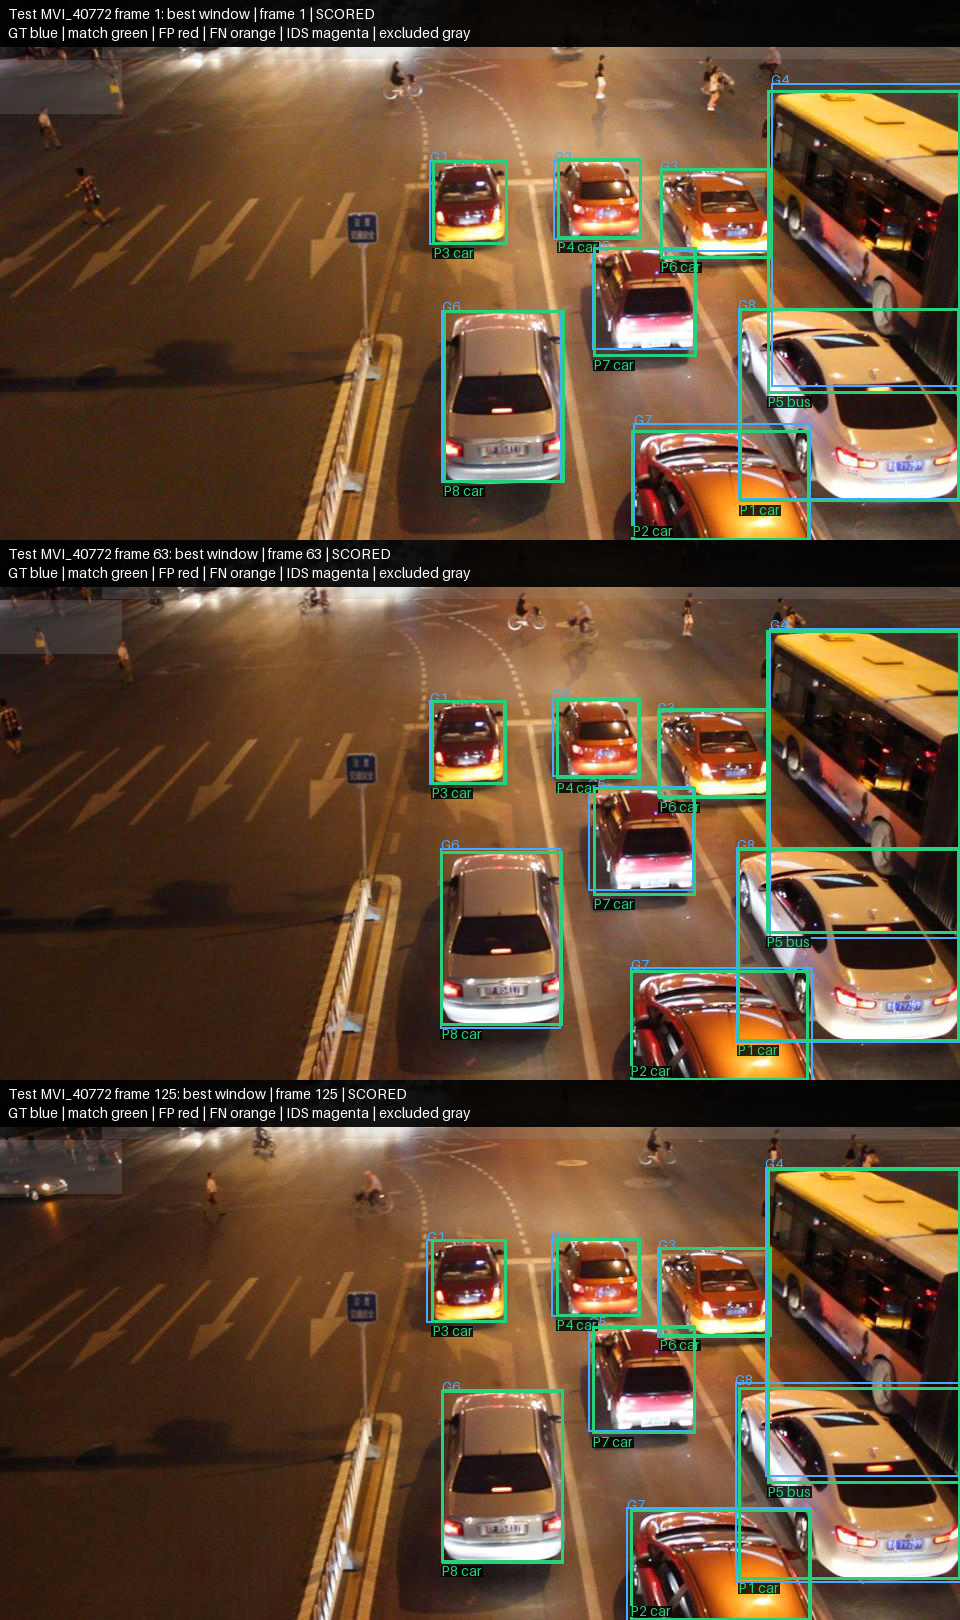 Test MVI_40772 frame 1: best window | frame 1 | SCORED
GT blue | match green | FP red | FN orange | IDS magenta | excluded gray
G4
G1
G2
G3
P3 car
P4 car
P6 car
G8
G6
P7 car
P5 bus
G7
P8 car
P1 car
P2 car
Test MVI_40772 frame 63: best window | frame 63 | SCORED
GT blue | match green | FP red | FN orange | IDS magenta | excluded gray
G4
G1
G2
G3
G5
P3 car
P4 car
P6 car
G6
G8
P7 car
P5 bus
G7
P8 car
P1 car
P2 car
Test MVI_40772 frame 125: best window | frame 125 | SCORED
GT blue | match green | FP red | FN orange | IDS magenta | excluded gray
G4
G1
G3
G5
P3 car
P4 car
P6 car
G6
G8
P7 car
P5 bus
G7
P8 car
P1 car
P2 car